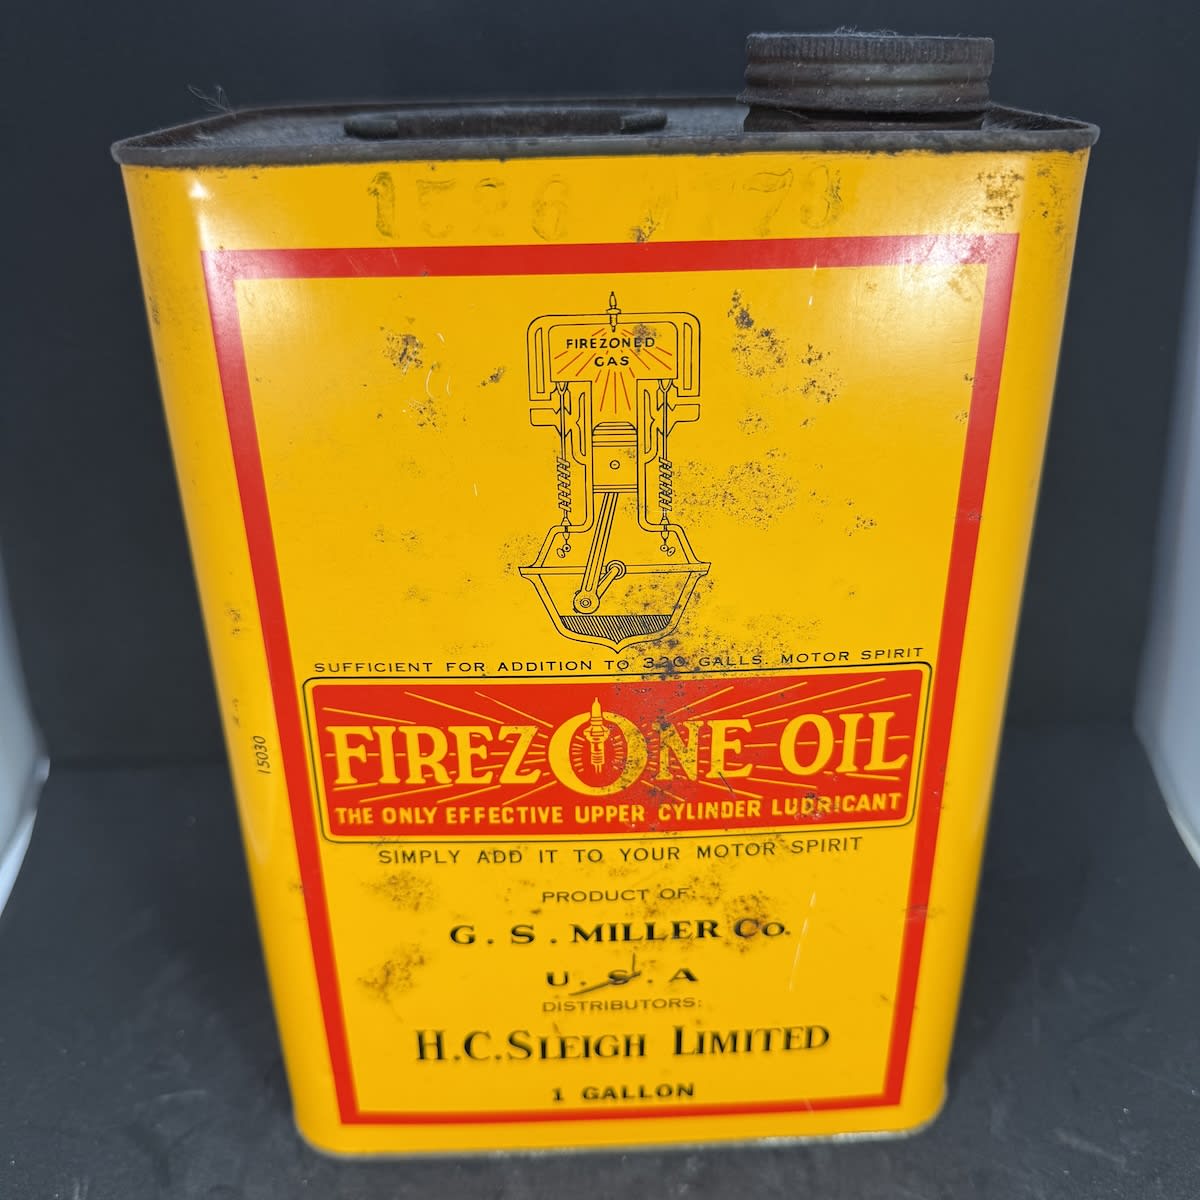 FIREZONED
GAS
SUFFICIENT FOR ADDITION TO 320 GALLS. MOTOR SPIRIT
FIREZONE OIL
THE ONLY EFFECTIVE UPPER CYLINDER LUBRICANT
SIMPLY ADD IT TO YOUR MOTOR SPIRIT
PRODUCT OF:
G. S. MILLER Co.
U. S. A
DISTRIBUTORS:
H.C. SLEIGH LIMITED
1 GALLON
15030